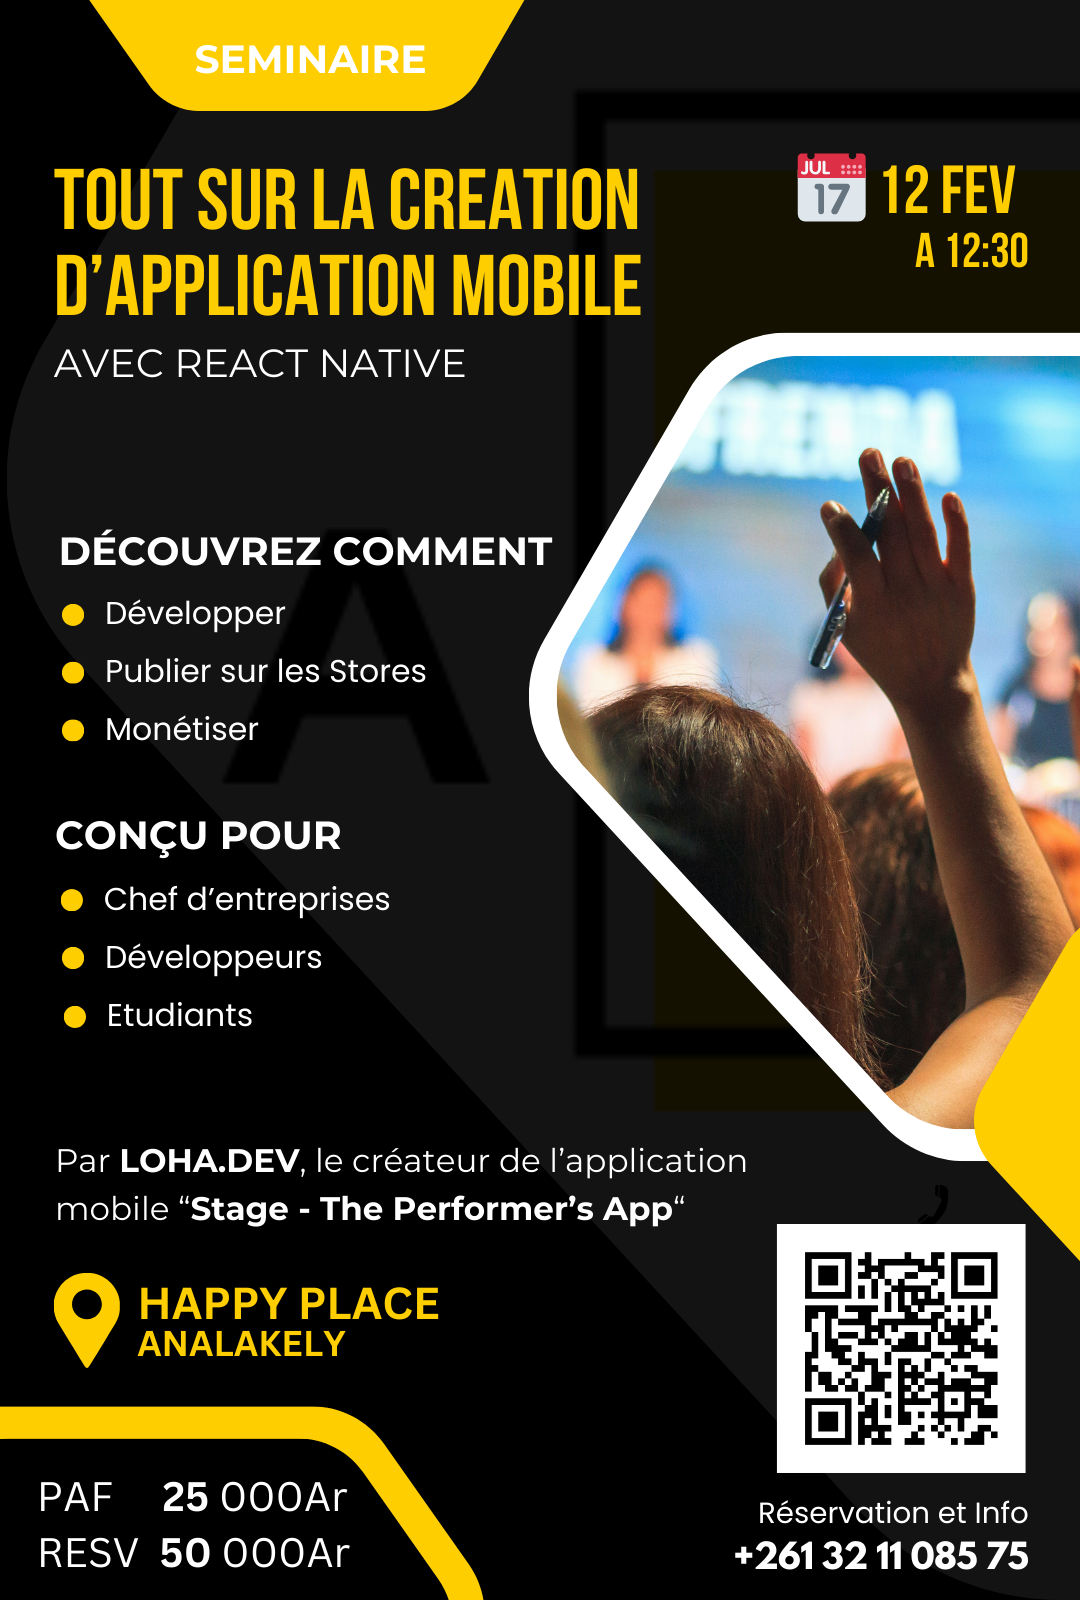 SEMINAIRE
TOUT SUR LA CREATION
D’APPLICATION MOBILE
AVEC REACT NATIVE
JUL
17
12 FEV
A 12:30
DÉCOUVREZ COMMENT
Développer
Publier sur les Stores
Monétiser
CONÇU POUR
Chef d’entreprises
Développeurs
Etudiants
Par LOHA.DEV, le créateur de l’application
mobile “Stage - The Performer’s App“
HAPPY PLACE
ANALAKELY
PAF 25 000Ar
RESV 50 000Ar
Réservation et Info
+261 32 11 085 75